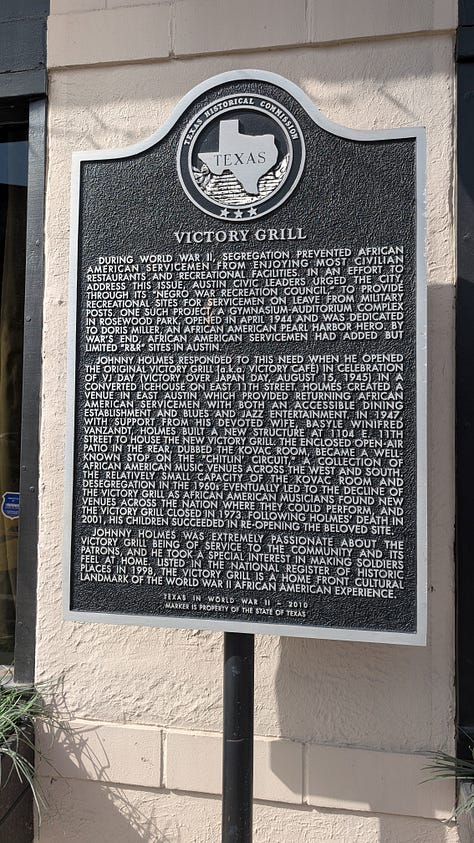 TEXAS HISTORICAL COMMISSION
TEXAS
VICTORY GRILL
DURING WORLD WAR II, SEGREGATION PREVENTED AFRICAN
AMERICAN SERVICEMEN FROM ENJOYING MOST CIVILIAN
RESTAURANTS AND RECREATIONAL FACILITIES. IN AN EFFORT TO
ADDRESS THIS ISSUE, AUSTIN CIVIC LEADERS URGED THE CITY,
THROUGH ITS "NEGRO WAR RECREATION COUNCIL," TO PROVIDE
RECREATIONAL SITES FOR SERVICEMEN ON LEAVE FROM MILITARY
POSTS. ONE SUCH PROJECT, A GYMNASIUM-AUDITORIUM COMPLEX
IN ROSEWOOD PARK, OPENED IN APRIL 1944 AND WAS DEDICATED
TO DORIS MILLER, AN AFRICAN AMERICAN PEARL HARBOR HERO. BY
WAR'S END, AFRICAN AMERICAN SERVICEMEN HAD ADDED BUT
LIMITED "R&R" SITES IN AUSTIN.
JOHNNY HOLMES RESPONDED TO THIS NEED WHEN HE OPENED
THE ORIGINAL VICTORY GRILL (a.k.a. VICTORY CAFÉ) IN CELEBRATION
OF VJ DAY (VICTORY OVER JAPAN DAY, AUGUST 15, 1945). IN A
CONVERTED ICEHOUSE ON EAST 11TH STREET, HOLMES CREATED A
VENUE IN EAST AUSTIN WHICH PROVIDED RETURNING AFRICAN
AMERICAN SERVICEMEN WITH BOTH AN ACCESSIBLE DINING
ESTABLISHMENT AND BLUES AND JAZZ ENTERTAINMENT. IN 1947,
WITH SUPPORT FROM HIS DEVOTED WIFE, BASYLE WINIFRED
VANZANDT, HOLMES BUILT A NEW STRUCTURE AT 1104 E. 11TH
STREET TO HOUSE THE NEW VICTORY GRILL. THE ENCLOSED OPEN-AIR
PATIO IN THE REAR, DUBBED THE KOVAC ROOM, BECAME A WELL-
KNOWN STOP ON THE "CHITLIN' CIRCUIT," A COLLECTION OF
AFRICAN AMERICAN MUSIC VENUES ACROSS THE WEST AND SOUTH.
THE RELATIVELY SMALL CAPACITY OF THE KOVAC ROOM AND
DESEGREGATION IN THE 1960s EVENTUALLY LED TO THE DECLINE OF
THE VICTORY GRILL AS AFRICAN AMERICAN MUSICIANS FOUND NEW
VENUES ACROSS THE NATION WHERE THEY COULD PERFORM, AND
THE VICTORY GRILL CLOSED IN 1973. FOLLOWING HOLMES' DEATH IN
2001, HIS CHILDREN SUCCEEDED IN RE-OPENING THE BELOVED SITE.
JOHNNY HOLMES WAS EXTREMELY PASSIONATE ABOUT THE
VICTORY GRILL BEING OF SERVICE TO THE COMMUNITY AND ITS
PATRONS, AND HE TOOK A SPECIAL INTEREST IN MAKING SOLDIERS
FEEL AT HOME. LISTED IN THE NATIONAL REGISTER OF HISTORIC
PLACES IN 1998, THE VICTORY GRILL IS A HOME FRONT CULTURAL
LANDMARK OF THE WORLD WAR II AFRICAN AMERICAN EXPERIENCE.
TEXAS IN WORLD WAR II – 2010
MARKER IS PROPERTY OF THE STATE OF TEXAS